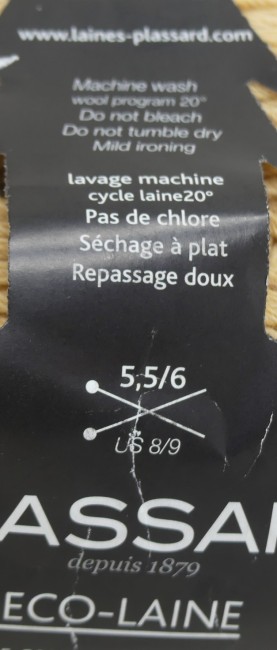 www.laines-plassard.com
Machine wash
wool program 20°
Do not bleach
Do not tumble dry
Mild ironing
lavage machine
cycle laine20°
Pas de chlore
Séchage à plat
Repassage doux
5,5/6
US 8/9
ASSA
depuis 1879
ECO-LAINE